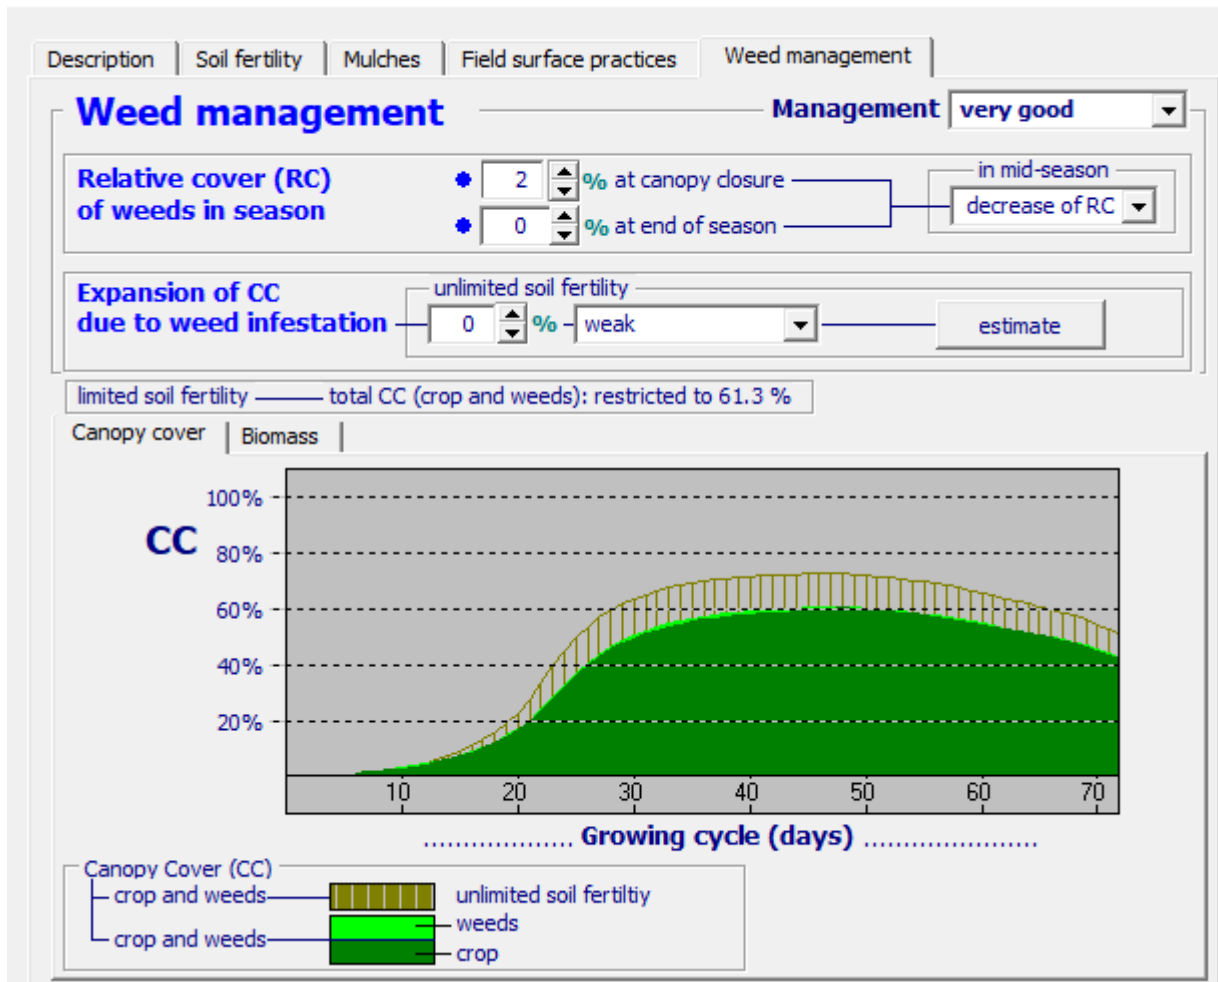 Description Soil fertility Mulches Field surface practices Weed management
Weed management Management very good
Relative cover (RC) of weeds in season
2 % at canopy closure
0 % at end of season
in mid-season
decrease of RC
Expansion of CC due to weed infestation
unlimited soil fertility
0 % weak estimate
limited soil fertility total CC (crop and weeds): restricted to 61.3 %
Canopy cover Biomass
CC
100%
80%
60%
40%
20%
10 20 30 40 50 60 70
.................... Growing cycle (days) .......................
Canopy Cover (CC)
crop and weeds unlimited soil fertiltiy
crop and weeds weeds
crop